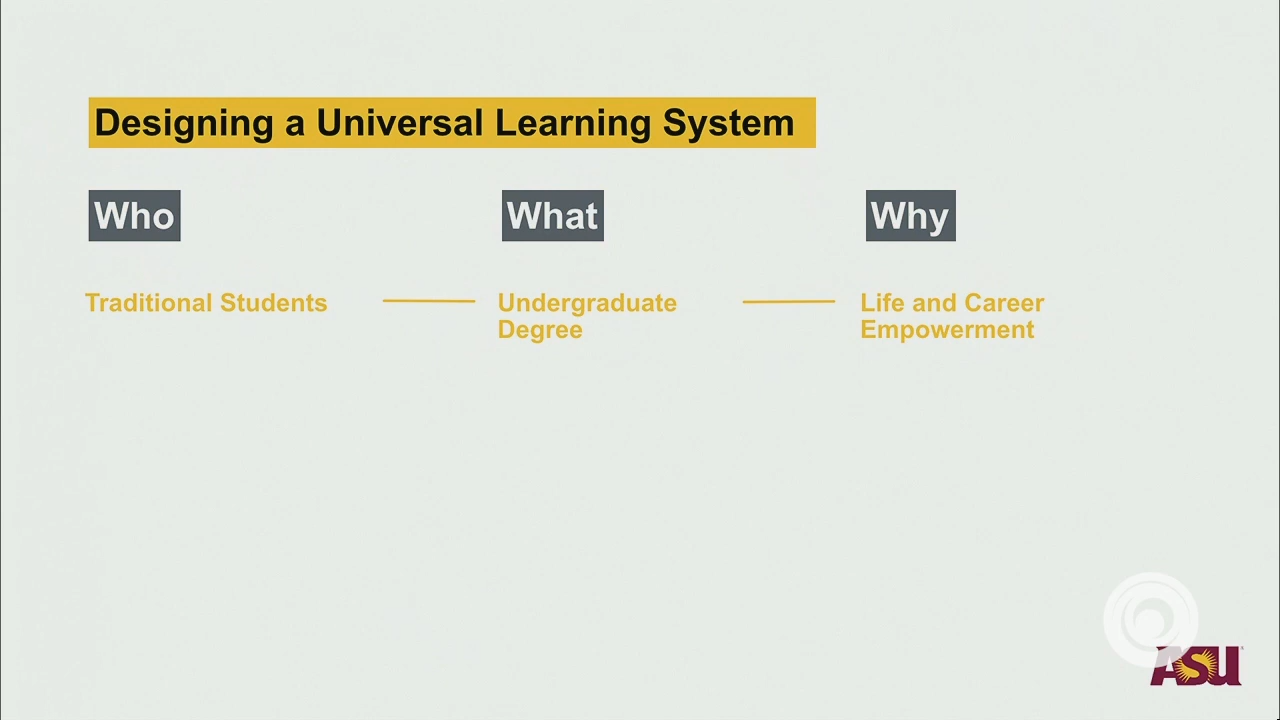 Designing a Universal Learning System
Who What Why
Traditional Students Undergraduate Life and Career
Degree Empowerment
ASU